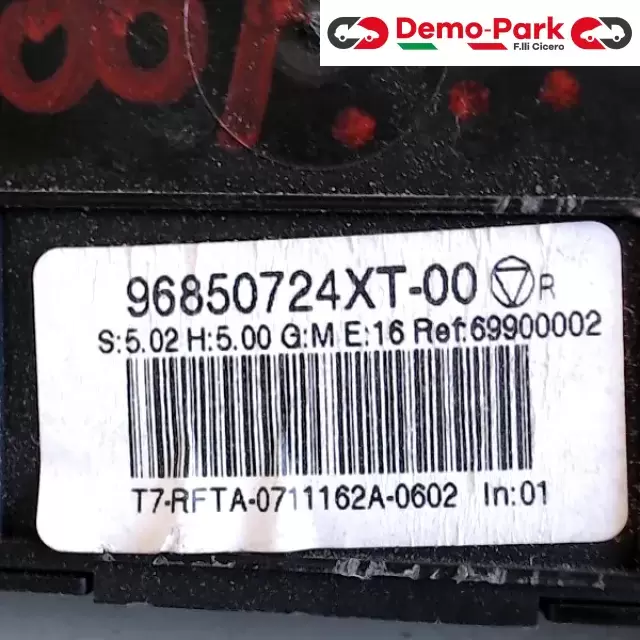 Demo-Park
F.lli Cicero
96850724XT-00 R
S:5.02 H:5.00 G:M E:16 Ref:69900002
T7-RFTA-0711162A-0602 In:01